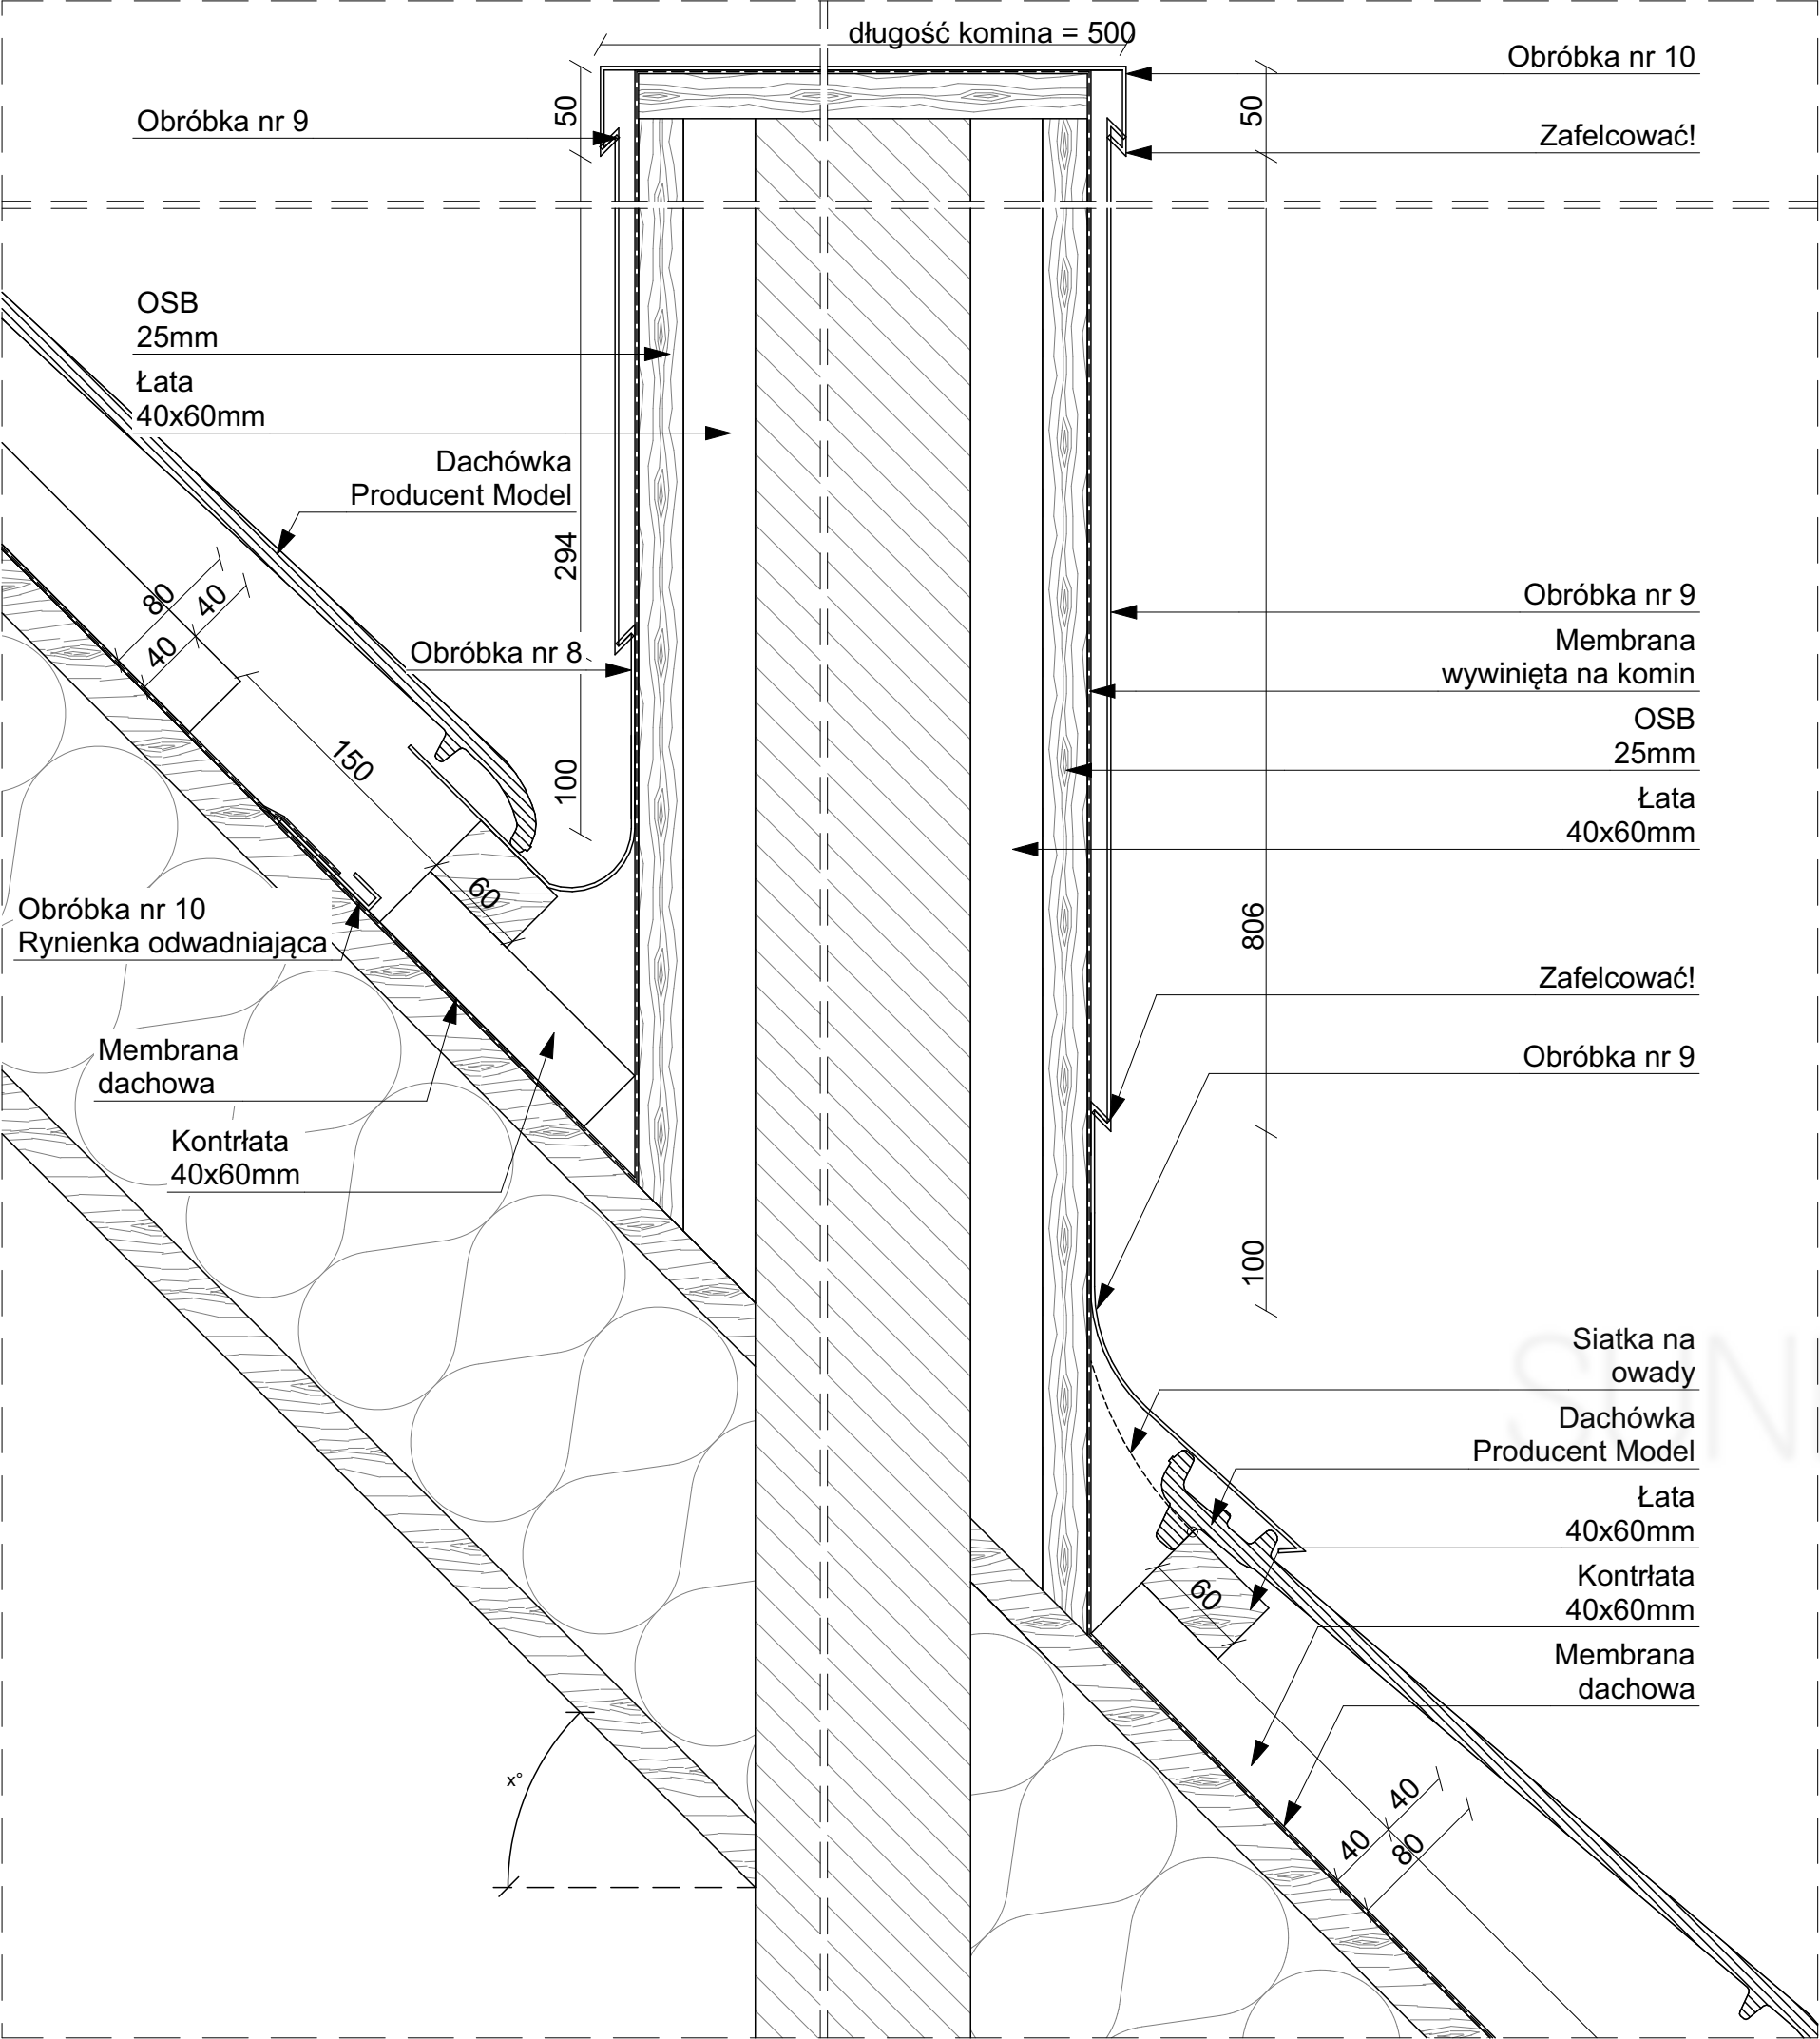 długość komina = 500
Obróbka nr 10
50
50
Obróbka nr 9
Zafelcować!
OSB
25mm
Łata
40x60mm
Dachówka
Producent Model
294
80
40
40
Obróbka nr 8
150
100
60
Obróbka nr 10
Rynienka odwadniająca
Membrana
dachowa
Kontrłata
40x60mm
x°
Obróbka nr 9
Membrana
wywinięta na komin
OSB
25mm
Łata
40x60mm
806
Zafelcować!
Obróbka nr 9
100
Siatka na
owady
Dachówka
Producent Model
Łata
40x60mm
60
Kontrłata
40x60mm
Membrana
dachowa
40
40
80